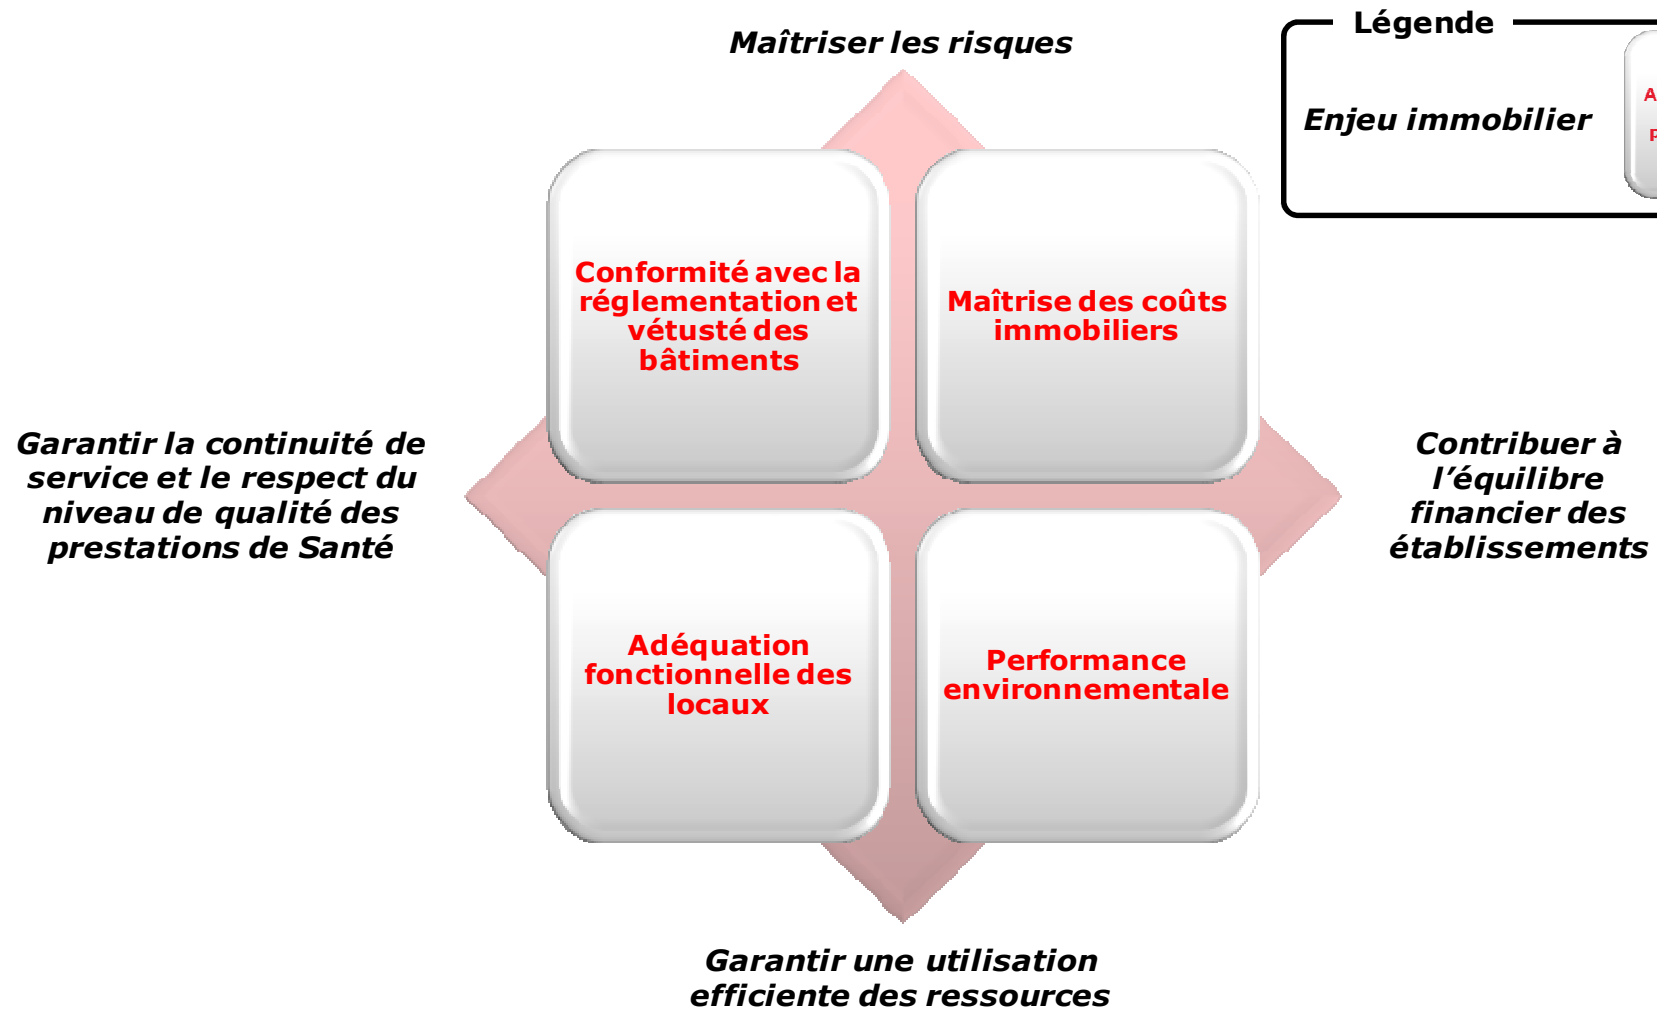 Maîtriser les risques
Légende
Enjeu immobilier
Conformité avec la
réglementation et
vétusté des
bâtiments
Maîtrise des coûts
immobiliers
Garantir la continuité de
service et le respect du
niveau de qualité des
prestations de Santé
Contribuer à
l’équilibre
financier des
établissements
Adéquation
fonctionnelle des
locaux
Performance
environnementale
Garantir une utilisation
efficiente des ressources